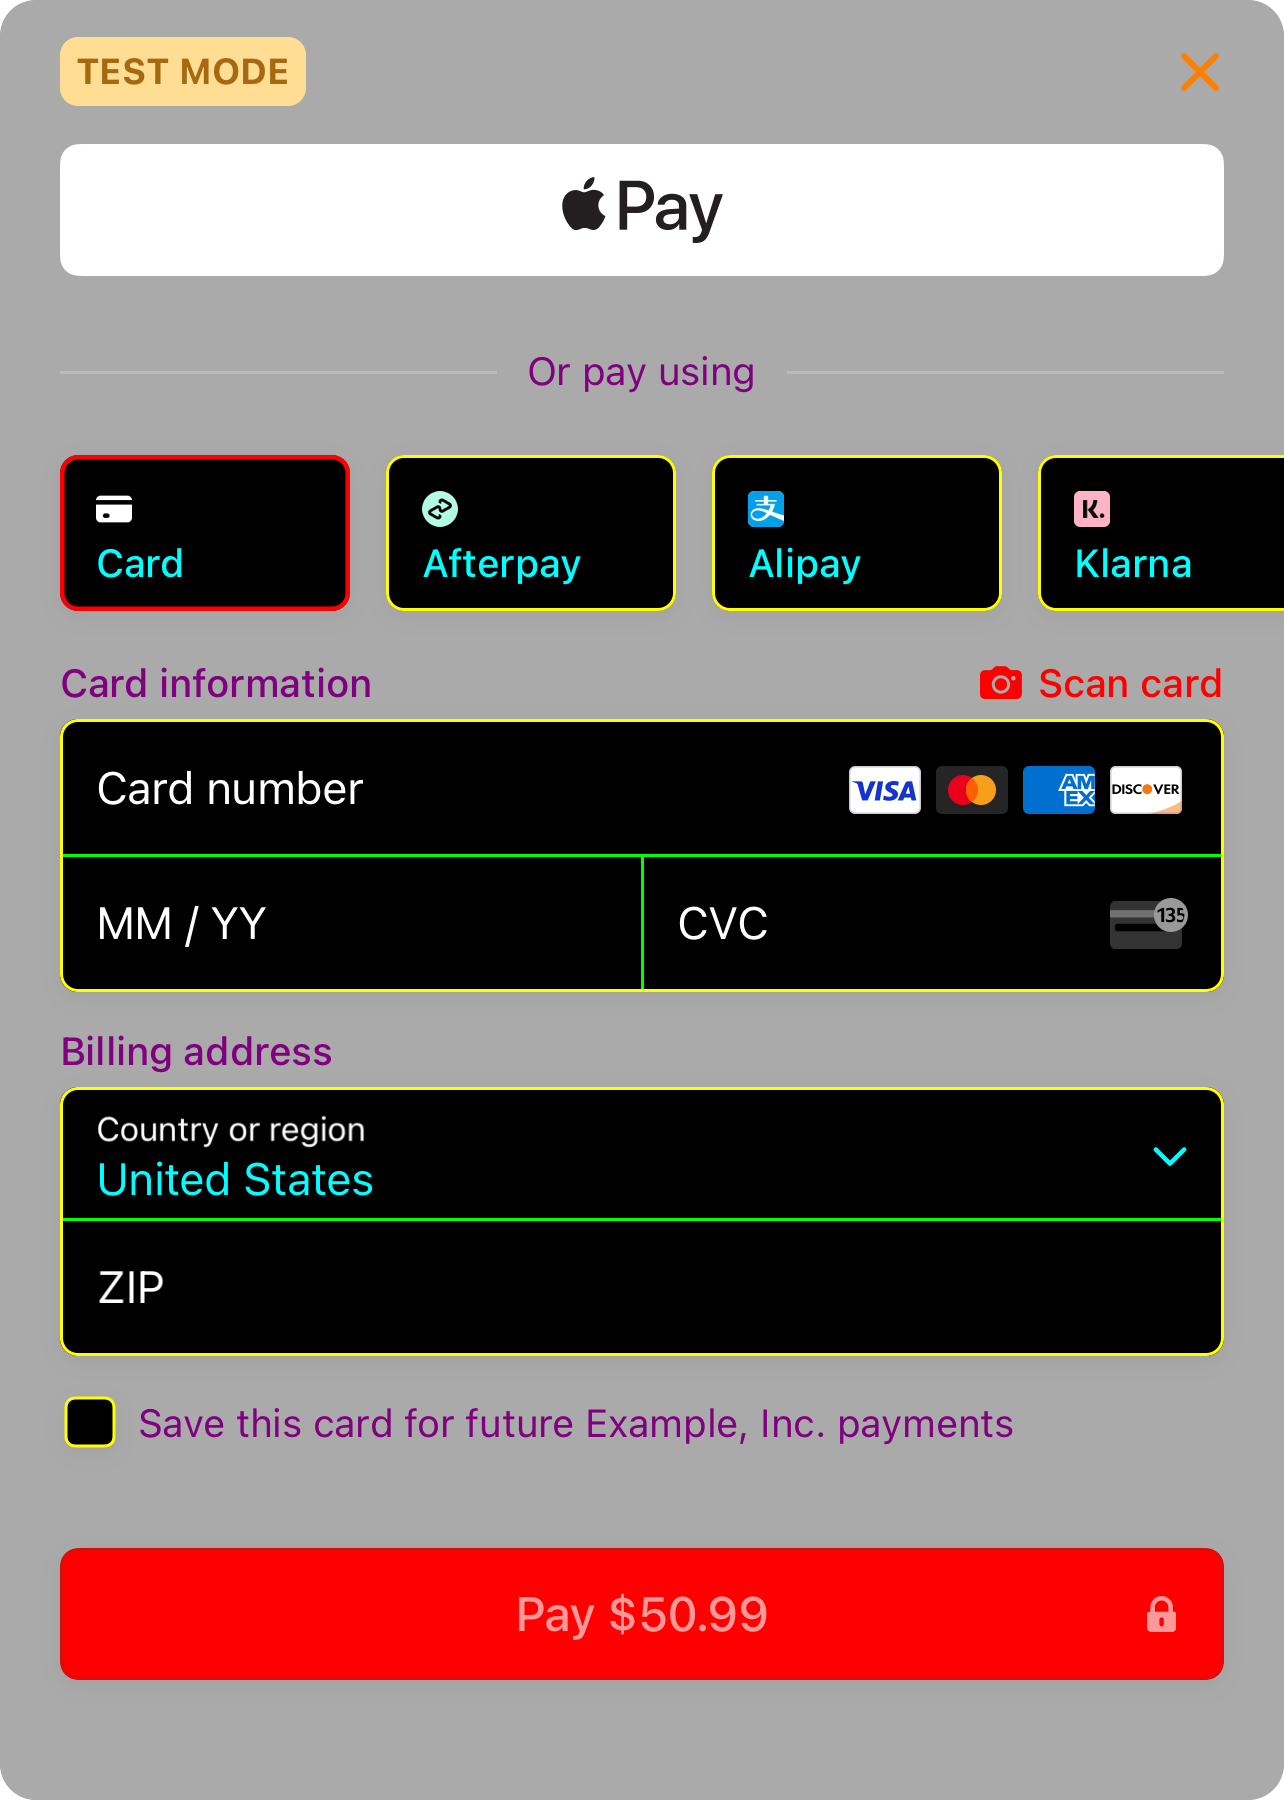 TEST MODE
Pay
Or pay using
Card
Afterpay
Alipay
K.
Klarna
Card information
Scan card
Card number
VISA
AM
EX
DISCOVER
MM / YY
CVC
135
Billing address
Country or region
United States
ZIP
Save this card for future Example, Inc. payments
Pay $50.99